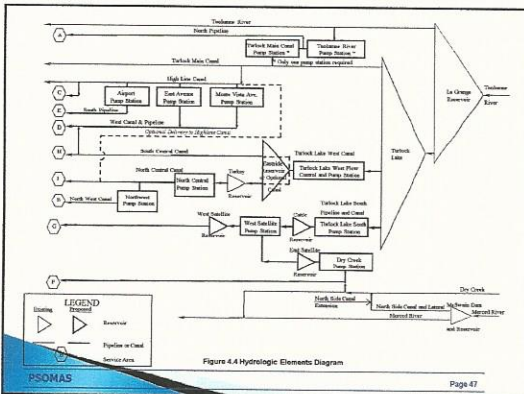 Tuolumne River
North Pipeline
A
Turlock Main Canal
Pump Station *
Tuolumne River
Pump Station *
Turlock Main Canal
* Only one pump station required
High Line Canal
La Grange
Reservoir
Tuolumne
River
C
Airport
Pump Station
East Avenue
Pump Station
Monte Vista Ave.
Pump Station
E
South Pipeline
West Canal & Pipeline
D
Optional Delivery to Highline Canal
Turlock
Lake
H
South Central Canal
Turlock Lake West Canal
Eastside
Reservoir
or Optional
Canal
Turlock Lake West Flow
Control and Pump Station
North Central Canal
I
North Central
Pump Station
Turkey
Reservoir
North West Canal
Northwest
Pump Station
Turlock Lake South
Pipeline and Canal
West Satellite
Reservoir
G
West Satellite
Pump Station
Cattle
Reservoir
Turlock Lake South
Pump Station
East Satellite
Reservoir
Dry Creek
Pump Station
F
Dry Creek
North Side Canal
Extension
North Side Canal and Lateral
McSwain Dam
and Reservoir
Merced River
Merced River
LEGEND
Existing
Proposed
Reservoir
Pipeline or Canal
Service Area
Figure 4.4 Hydrologic Elements Diagram
PSOMAS
Page 47